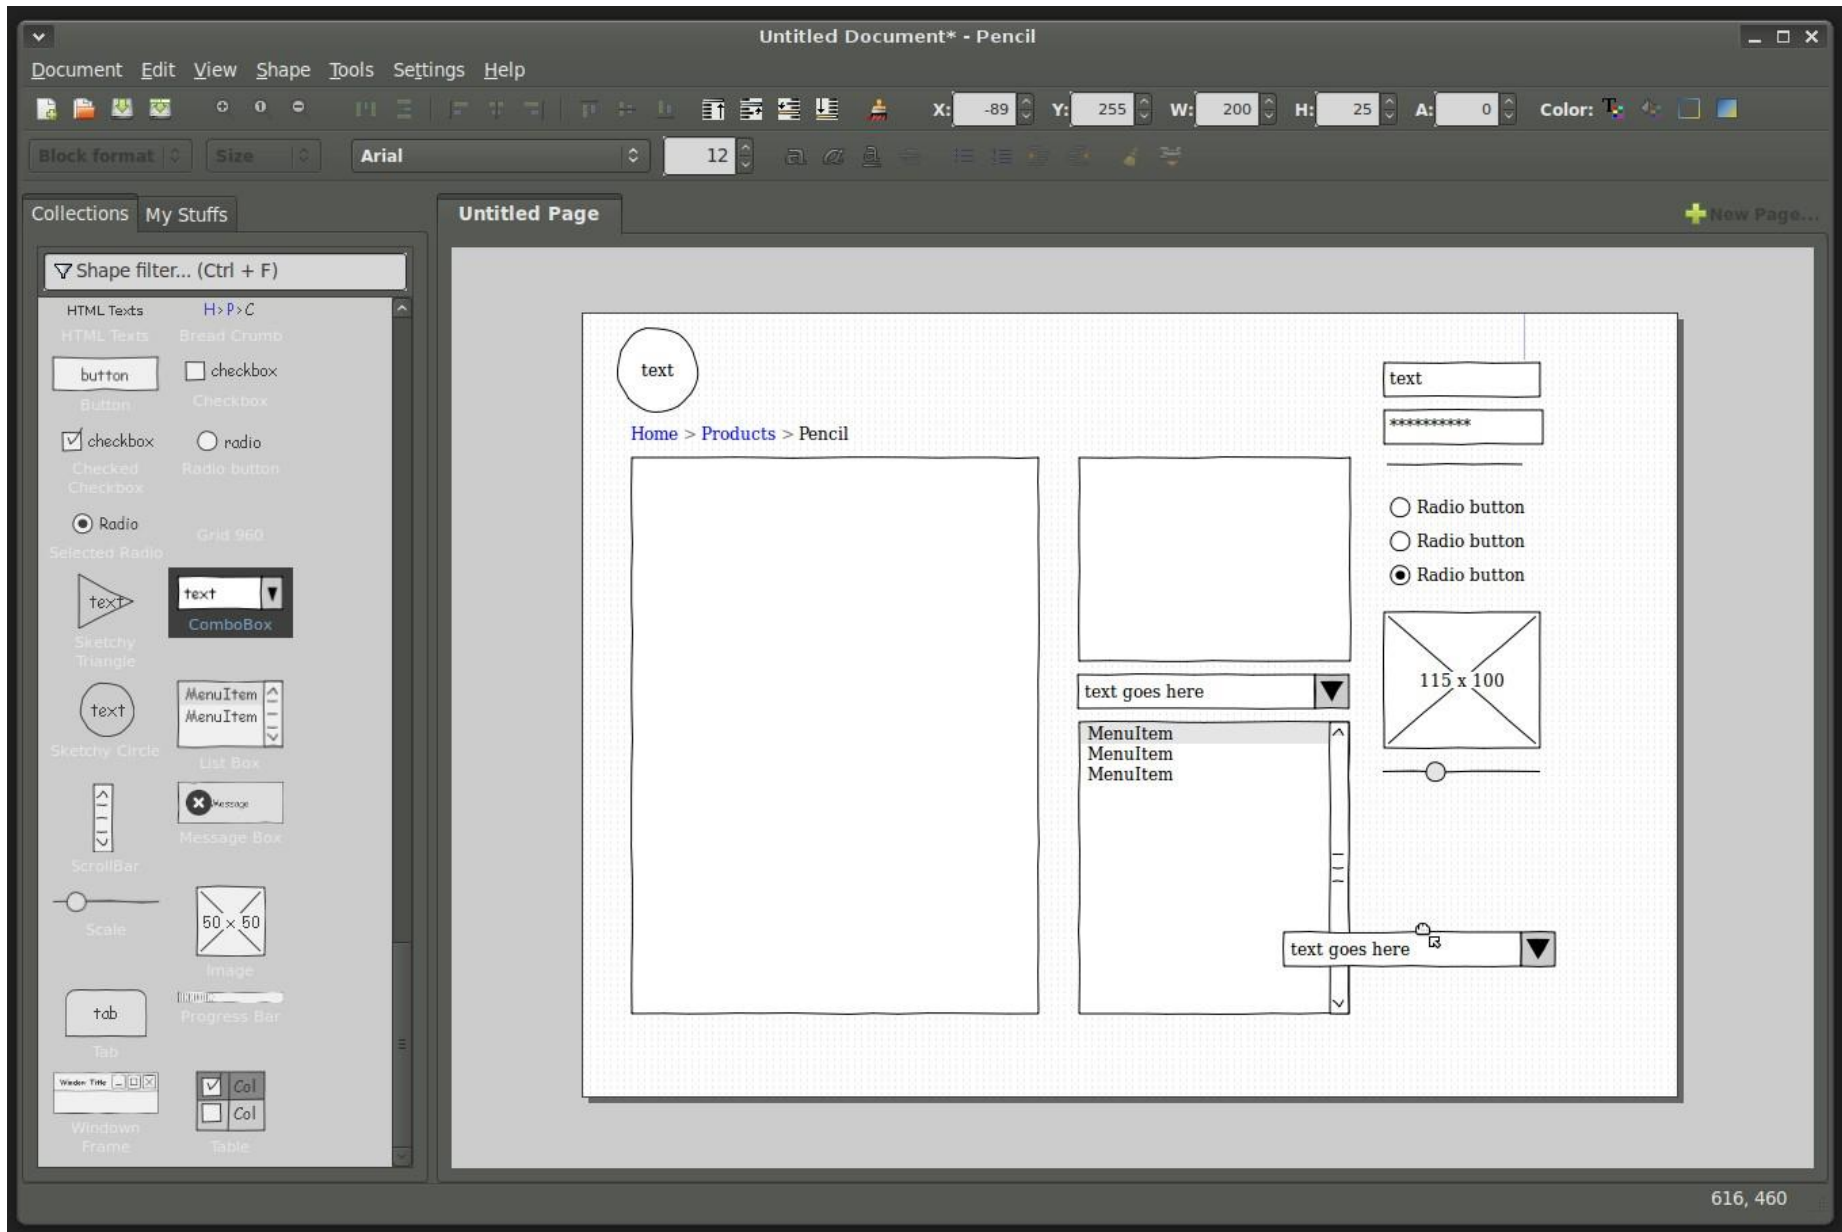 Untitled Document* - Pencil
Document Edit View Shape Tools Settings Help
X: -89 Y: 255 W: 200 H: 25 A: 0 Color:
Block format Size Arial 12
Collections My Stuffs
Untitled Page
New Page...
Shape filter... (Ctrl + F)
HTML Texts H>P>C
HTML Texts Bread Crumb
button checkbox
Button Checkbox
checkbox radio
Checked Checkbox Radio button
Radio
Selected Radio Grid 960
text text
Sketchy Triangle ComboBox
text MenuItem
MenuItem
Sketchy Circle List Box
Message
ScrollBar Message Box
50 x 50
Scale Image
tab
Tab Progress Bar
Window Title Col
Col
Windown Frame Table
text
Home > Products > Pencil
text goes here
MenuItem
MenuItem
MenuItem
text
**********
Radio button
Radio button
Radio button
115 x 100
text goes here
616, 460